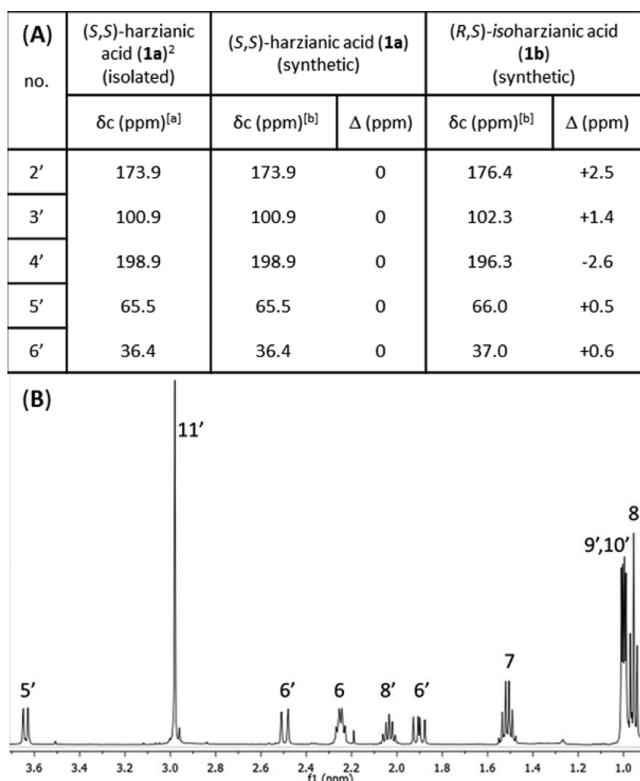 (A)
no.
(S,S)-harzianic
acid (1a)²
(isolated)
(S,S)-harzianic acid (1a)
(synthetic)
(R,S)-isoharzianic acid
(1b)
(synthetic)
δc (ppm)[a] δc (ppm)[b] Δ (ppm) δc (ppm)[b] Δ (ppm)
2’ 173.9 173.9 0 176.4 +2.5
3’ 100.9 100.9 0 102.3 +1.4
4’ 198.9 198.9 0 196.3 -2.6
5’ 65.5 65.5 0 66.0 +0.5
6’ 36.4 36.4 0 37.0 +0.6
(B)
11’
8
9’,10’
7
5’ 6’ 6 8’ 6’
3.6 3.4 3.2 3.0 2.8 2.6 2.4 2.2 2.0 1.8 1.6 1.4 1.2 1.0
f1 (ppm)